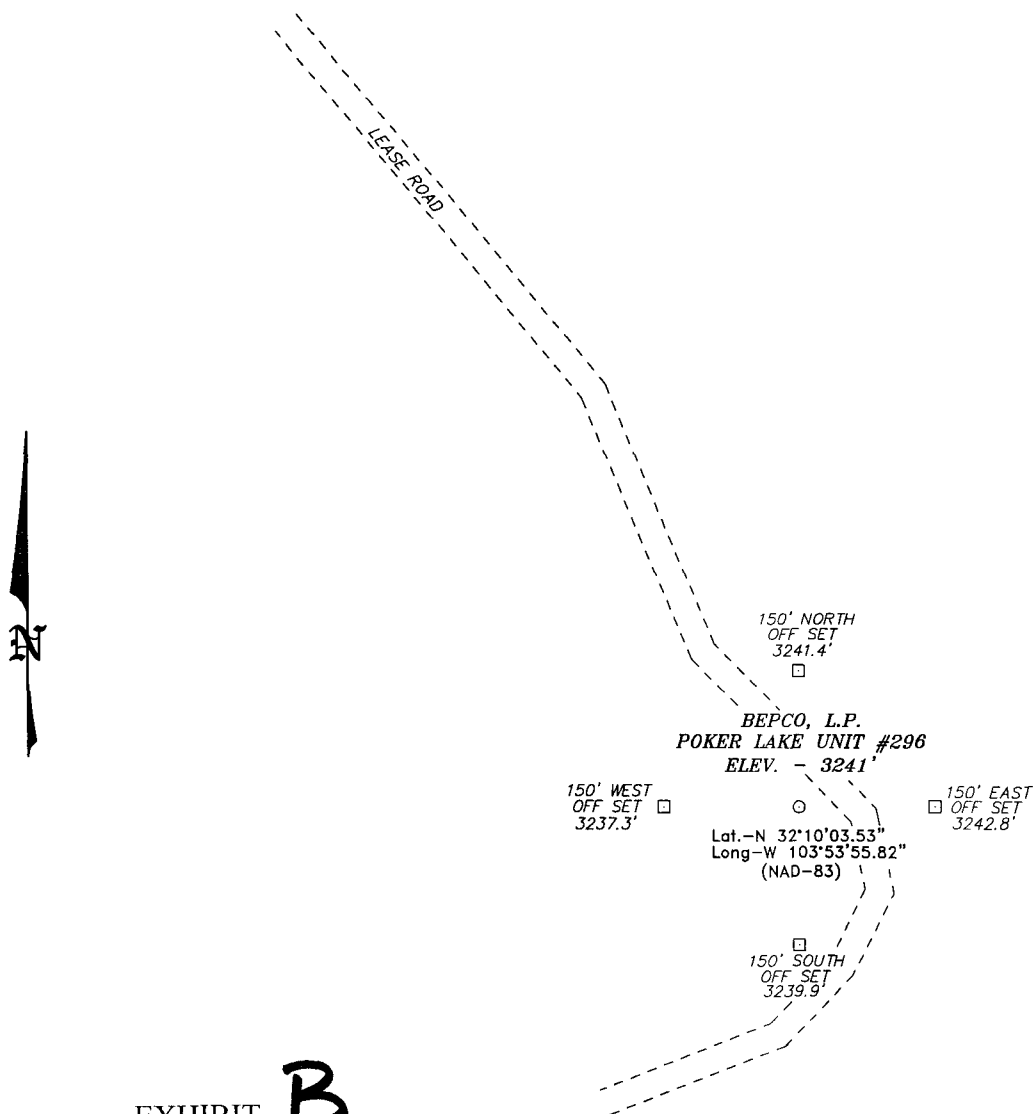 LEASE ROAD
N
150' NORTH
OFF SET
3241.4'
BEPCO, L.P.
POKER LAKE UNIT #296
ELEV. - 3241'
150' WEST
OFF SET
3237.3'
150' EAST
OFF SET
3242.8'
Lat.-N 32°10'03.53"
Long-W 103°53'55.82"
(NAD-83)
150' SOUTH
OFF SET
3239.9'
EXHIBIT B